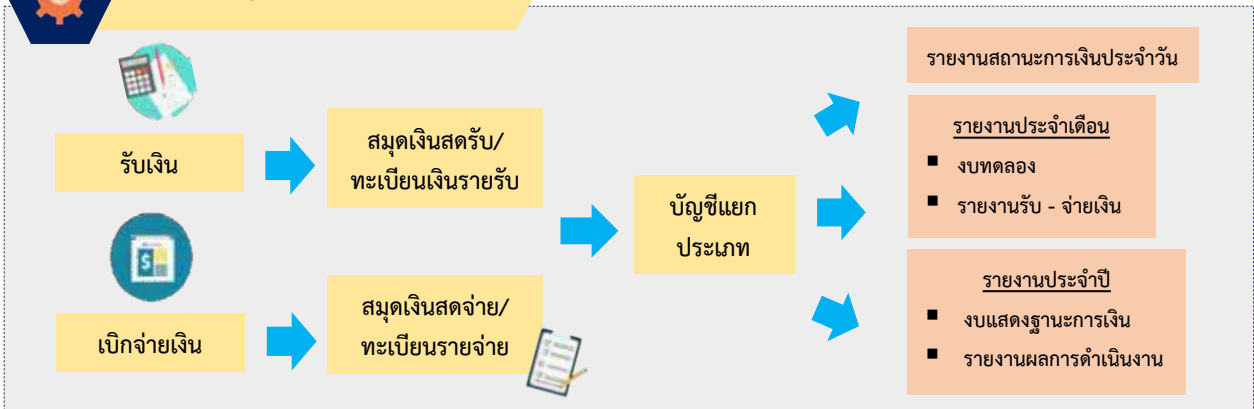 รับเงิน
สมุดเงินสดรับ/
ทะเบียนเงินรายรับ
เบิกจ่ายเงิน
สมุดเงินสดจ่าย/
ทะเบียนรายจ่าย
บัญชีแยก
ประเภท
รายงานสถานะการเงินประจำวัน
รายงานประจำเดือน
▪ งบทดลอง
▪ รายงานรับ - จ่ายเงิน
รายงานประจำปี
▪ งบแสดงฐานะการเงิน
▪ รายงานผลการดำเนินงาน